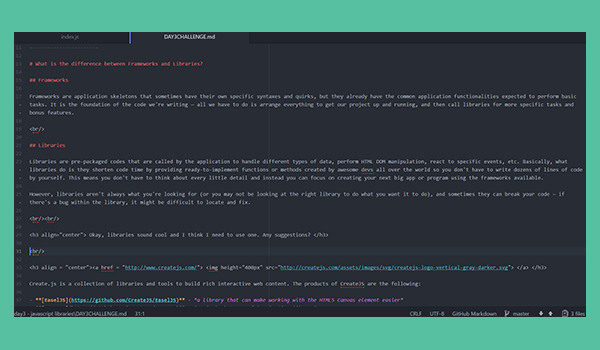 index.js DAY3CHALLENGE.md
# What is the difference between Frameworks and Libraries?
## Frameworks
Frameworks are application skeletons that sometimes have their own specific syntaxes and quirks, but they already have the common application functionalities expected to perform basic
tasks. It is the foundation of the code we're writing — all we have to do is arrange everything to get our project up and running, and then call libraries for more specific tasks and
bonus features.
<br/>
## Libraries
Libraries are pre-packaged codes that are called by the application to handle different types of data, perform HTML DOM manipulation, react to specific events, etc. Basically, what
libraries do is they shorten code time by providing ready-to-implement functions or methods created by awesome devs all over the world so you don't have to write dozens of lines of code
by yourself. This means you don't have to think about every little detail and instead you can focus on creating your next big app or program using the frameworks available.
However, libraries aren't always what you're looking for (or you may not be looking at the right library to do what you want it to do), and sometimes they can break your code — if
there's a bug within the library, it might be difficult to locate and fix.
<br/><br/>
<h3 align="center"> Okay, libraries sound cool and I think I need to use one. Any suggestions? </h3>
<br/>
<h3 align = "center"><a href = "http://www.createjs.com/"> <img height="400px" src="http://createjs.com/assets/images/svg/createjs-logo-vertical-gray-darker.svg"> </a> </h3>
Create.js is a collection of libraries and tools to build rich interactive web content. The products of CreateJS are the following:
- **[EaselJS](https://github.com/CreateJS/EaselJS)** - *a library that can make working with the HTML5 Canvas element easier*
day3 - javascript libraries\DAY3CHALLENGE.md 31:1 CRLF UTF-8 GitHub Markdown master 3 files